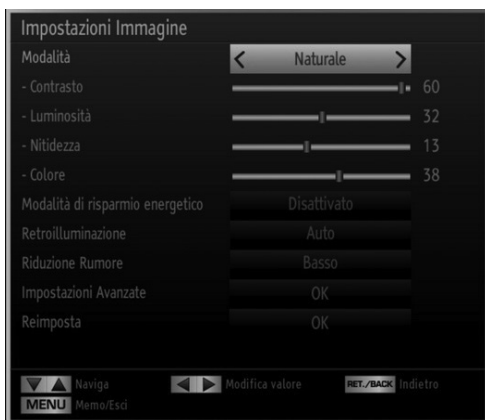 Impostazioni Immagine
Modalità Naturale
- Contrasto 60
- Luminosità 32
- Nitidezza 13
- Colore 38
Modalità di risparmio energetico Disattivato
Retroilluminazione Auto
Riduzione Rumore Basso
Impostazioni Avanzate OK
Reimposta OK
Naviga Modifica valore RET./BACK Indietro
MENU Memo/Esci